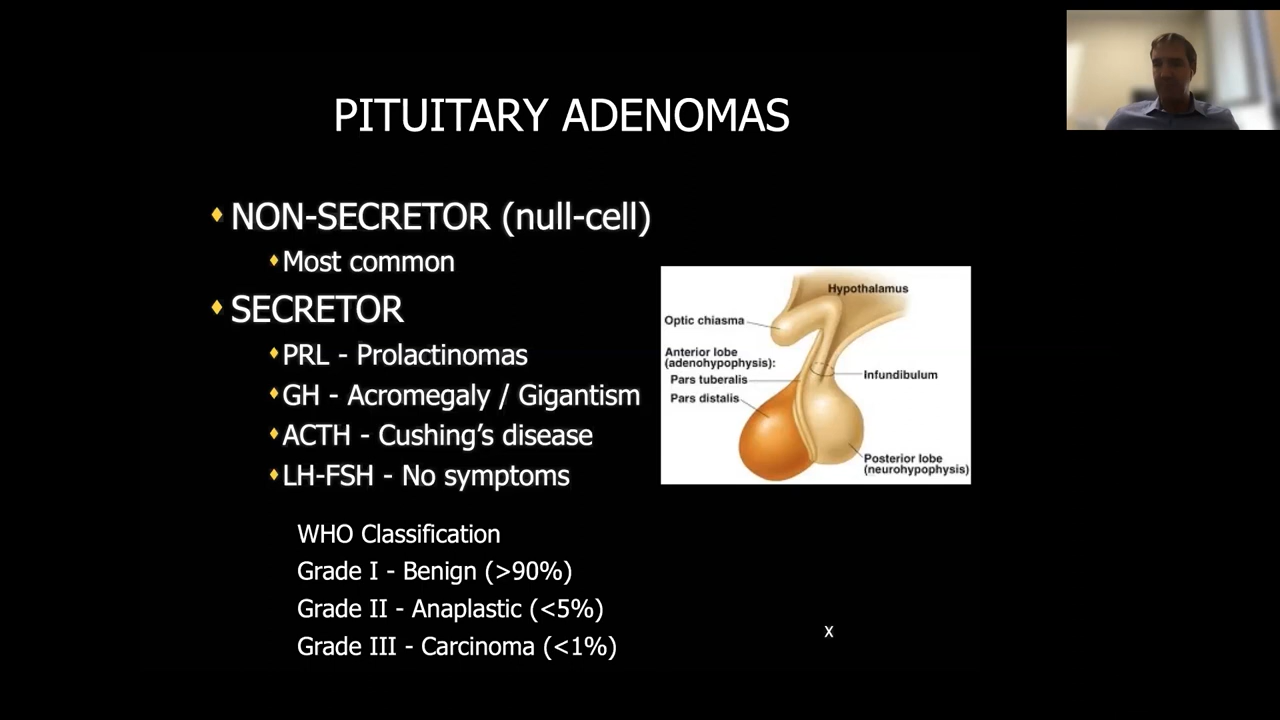 PITUITARY ADENOMAS
NON-SECRETOR (null-cell)
Most common
SECRETOR
PRL - Prolactinomas
GH - Acromegaly / Gigantism
ACTH - Cushing’s disease
LH-FSH - No symptoms
WHO Classification
Grade I - Benign (>90%)
Grade II - Anaplastic (<5%)
Grade III - Carcinoma (<1%)
Hypothalamus
Optic chiasma
Anterior lobe
(adenohypophysis):
Pars tuberalis
Infundibulum
Pars distalis
Posterior lobe
(neurohypophysis)
x